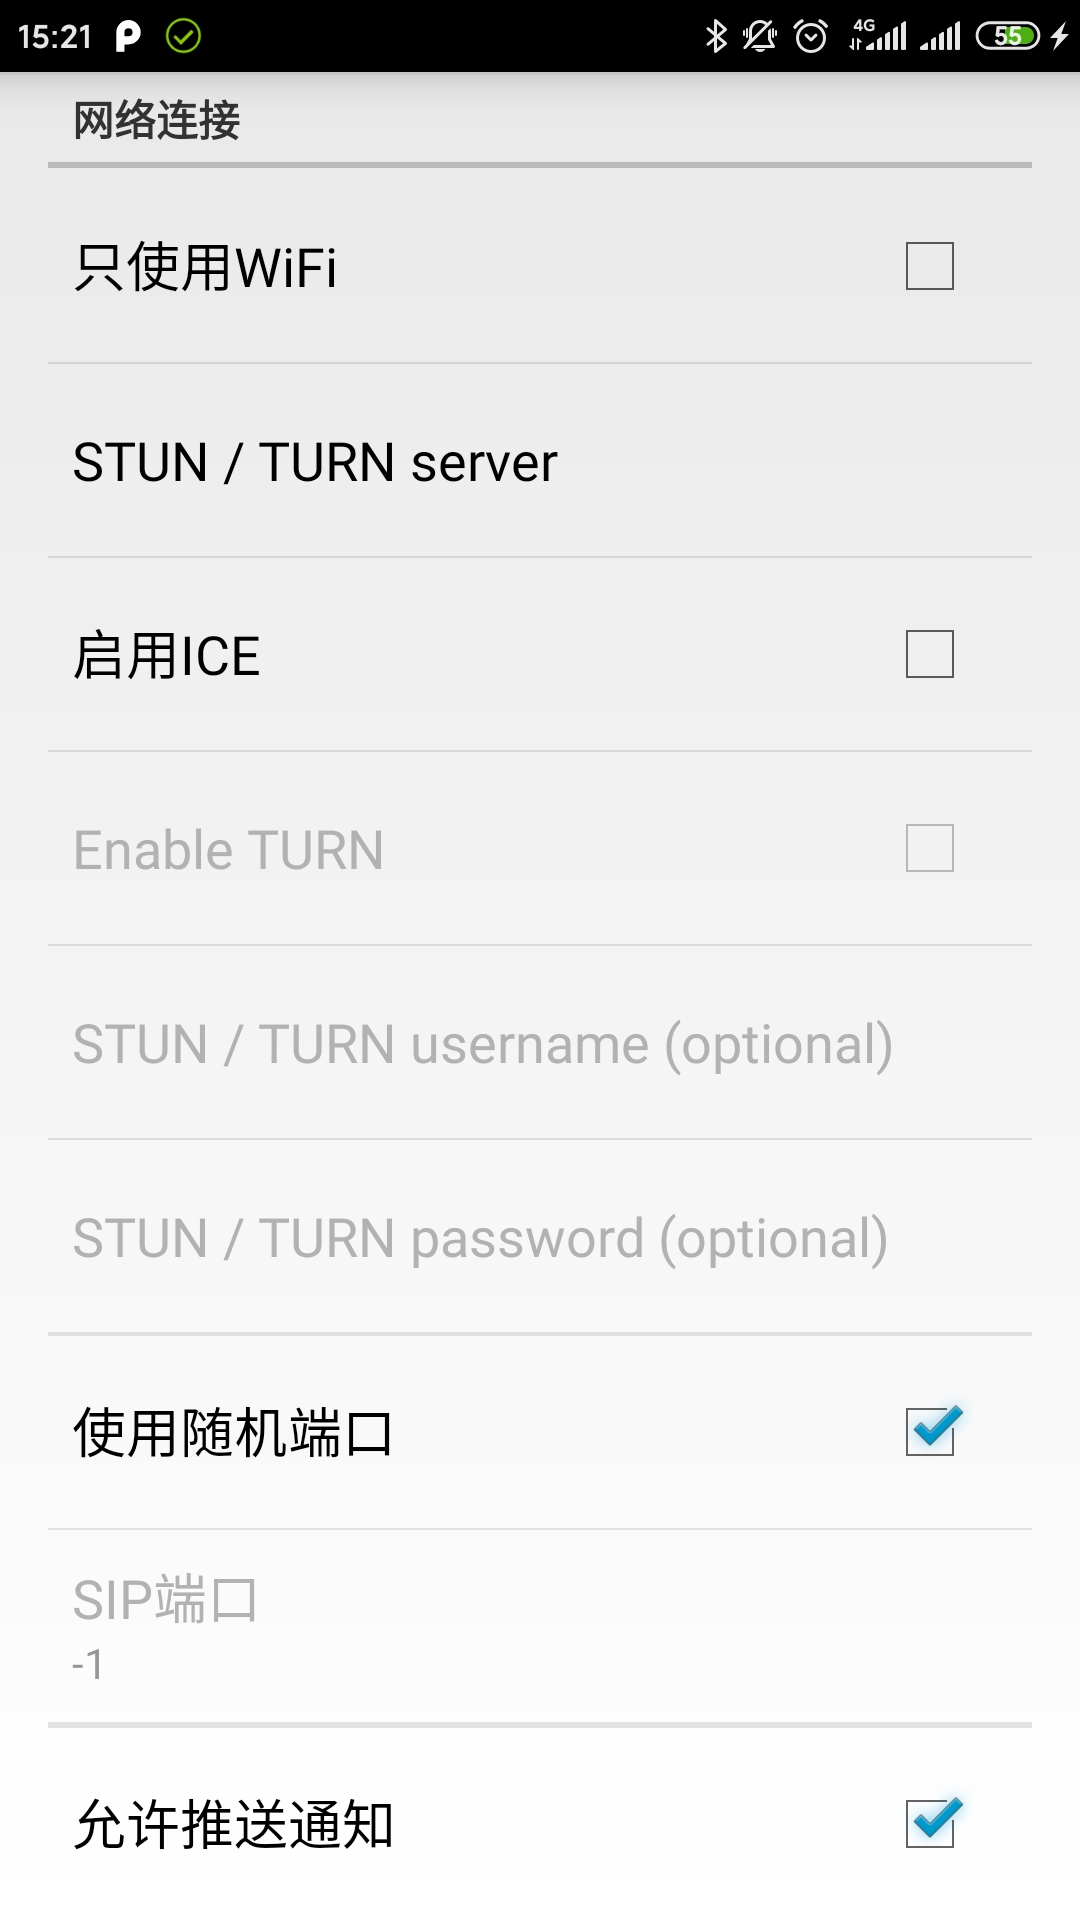 15:21
4G
55
网络连接
只使用WiFi
STUN / TURN server
启用ICE
Enable TURN
STUN / TURN username (optional)
STUN / TURN password (optional)
使用随机端口
SIP端口
-1
允许推送通知